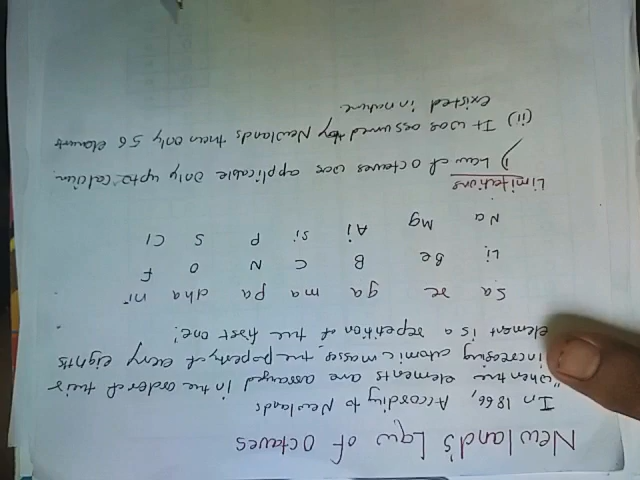 Newland's Law of Octaves
In 1866, According to Newlands
"when the elements are arranged in the order of their
increasing atomic masses, the property of every eights
element is a repetition of the first one".
Sa re ga ma pa dha ni
Li Be B C N O F
Na Mg Al Si P S Cl
Limitations
i) Law of octaves was applicable only upto calcium.
(ii) It was assumed by Newlands then only 56 elements
existed in nature.